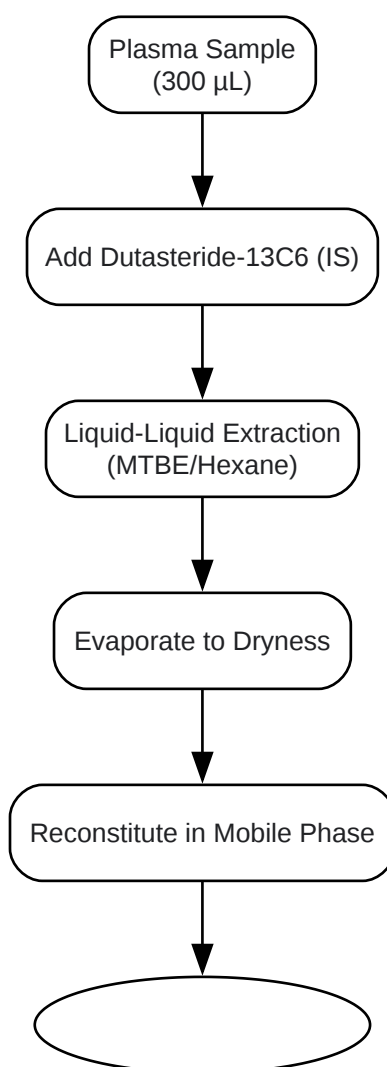 Plasma Sample
(300 µL)
Add Dutasteride-13C6 (IS)
Liquid-Liquid Extraction
(MTBE/Hexane)
Evaporate to Dryness
Reconstitute in Mobile Phase